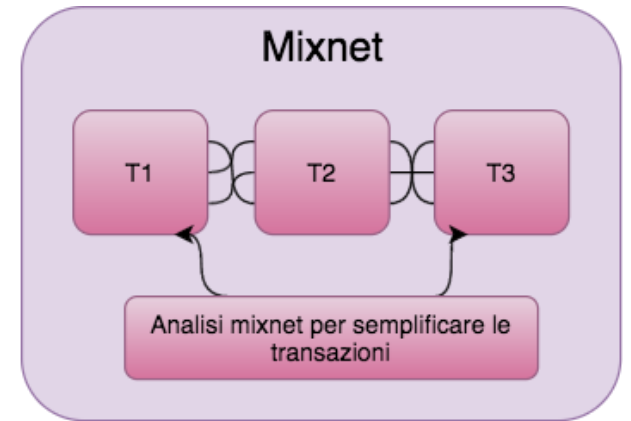 Mixnet
T1
T2
T3
Analisi mixnet per semplificare le
transazioni